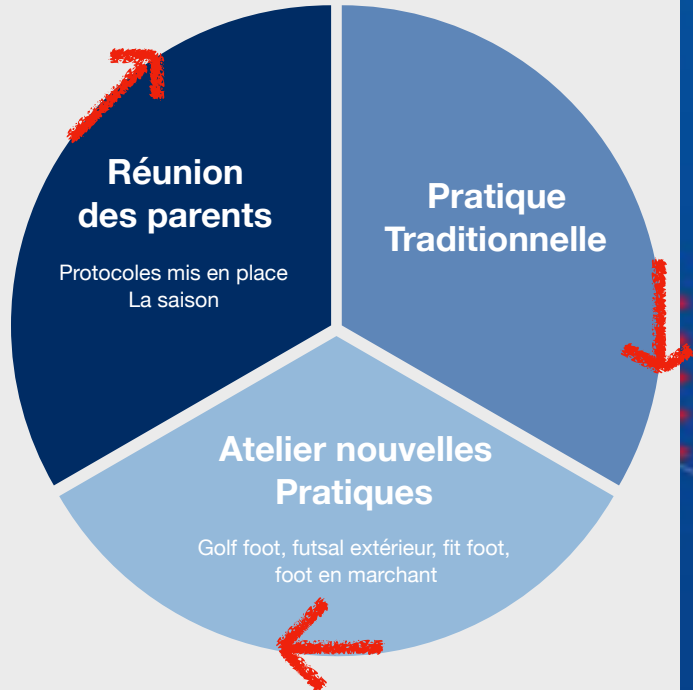 Réunion
des parents
Protocoles mis en place
La saison
Pratique
Traditionnelle
Atelier nouvelles
Pratiques
Golf foot, futsal extérieur, fit foot,
foot en marchant